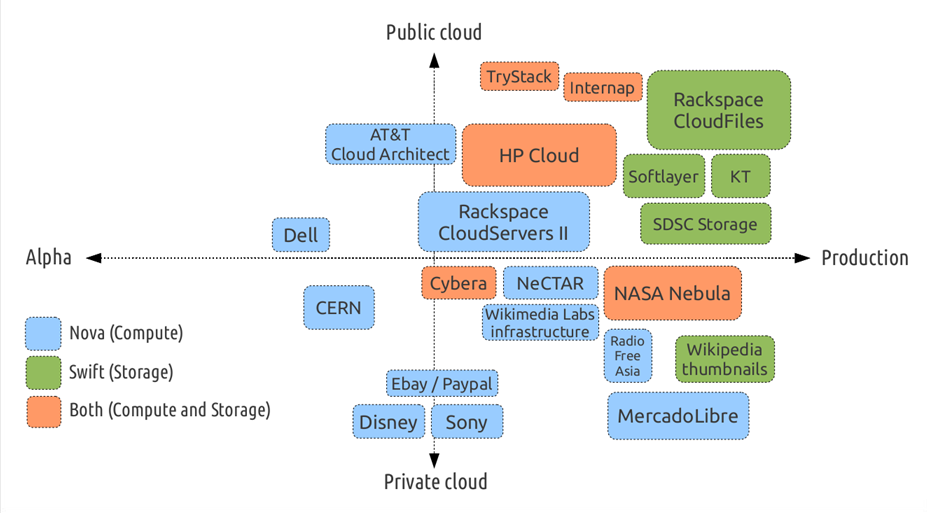 Public cloud
TryStack
Internap
Rackspace
CloudFiles
AT&T
Cloud Architect
HP Cloud
Softlayer
KT
Rackspace
CloudServers II
SDSC Storage
Dell
Alpha
Production
Cybera
NeCTAR
NASA Nebula
CERN
Wikimedia Labs
infrastructure
Nova (Compute)
Radio
Free
Asia
Wikipedia
thumbnails
Swift (Storage)
Ebay / Paypal
Both (Compute and Storage)
Disney
Sony
MercadoLibre
Private cloud